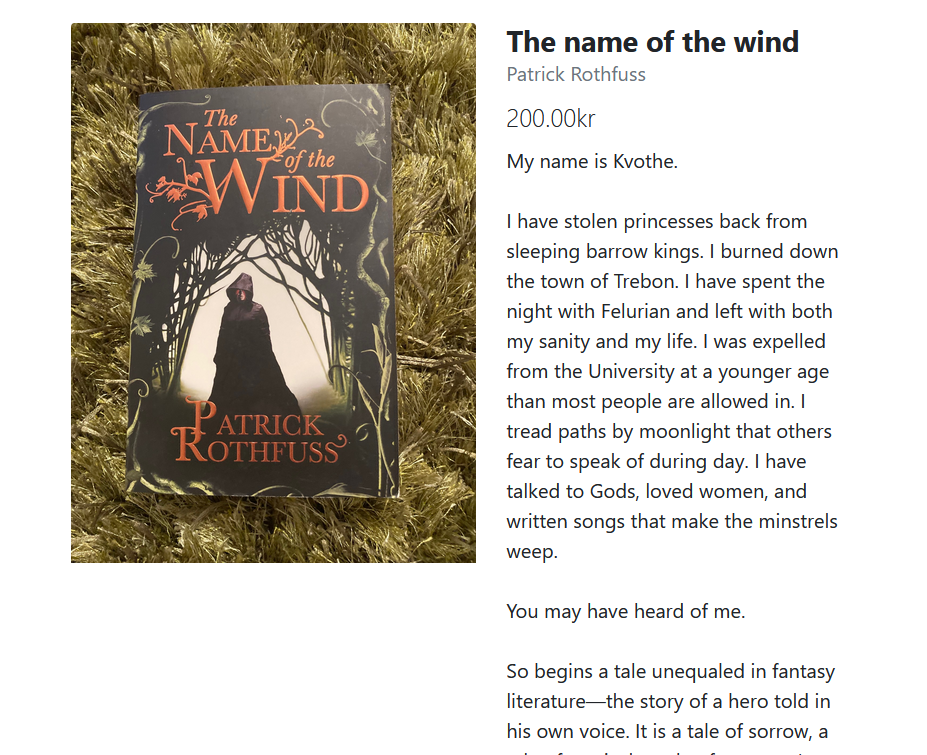 The
NAME
of the
WIND
PATRICK
ROTHFUSS
The name of the wind
Patrick Rothfuss
200.00kr
My name is Kvothe.
I have stolen princesses back from
sleeping barrow kings. I burned down
the town of Trebon. I have spent the
night with Felurian and left with both
my sanity and my life. I was expelled
from the University at a younger age
than most people are allowed in. I
tread paths by moonlight that others
fear to speak of during day. I have
talked to Gods, loved women, and
written songs that make the minstrels
weep.
You may have heard of me.
So begins a tale unequaled in fantasy
literature—the story of a hero told in
his own voice. It is a tale of sorrow, a